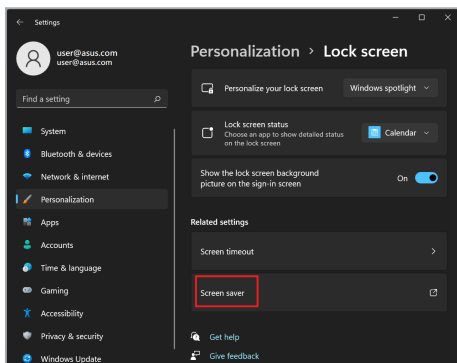 Settings
user@asus.com
user@asus.com
Find a setting
System
Bluetooth & devices
Network & internet
Personalization
Apps
Accounts
Time & language
Gaming
Accessibility
Privacy & security
Windows Update
Personalization > Lock screen
Personalize your lock screen
Windows spotlight
Lock screen status
Choose an app to show detailed status
on the lock screen
Calendar
Show the lock screen background
picture on the sign-in screen
On
Related settings
Screen timeout
Screen saver
Get help
Give feedback